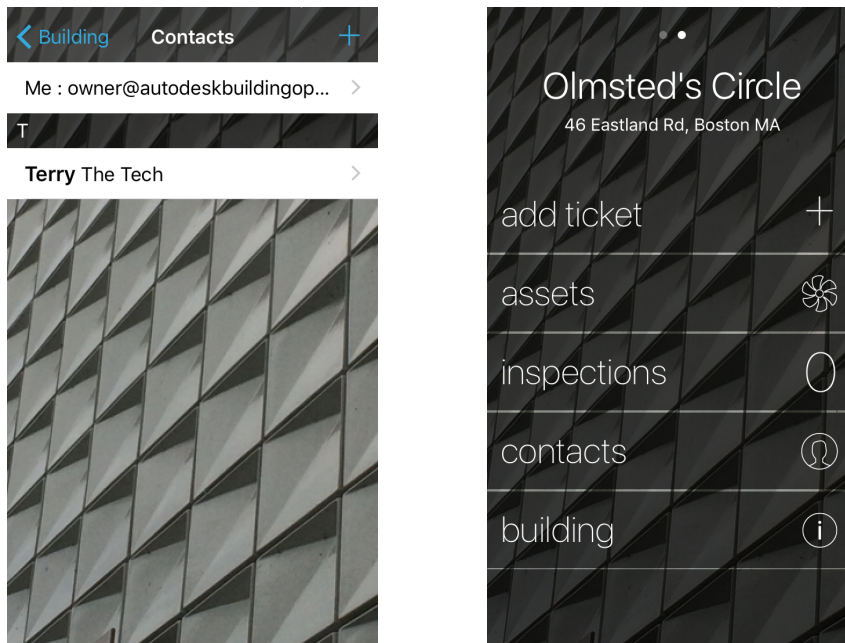 Building
Contacts
Me : owner@autodeskbuildingop...
T
Terry The Tech
Olmsted's Circle
46 Eastland Rd, Boston MA
add ticket
assets
inspections
0
contacts
building
i